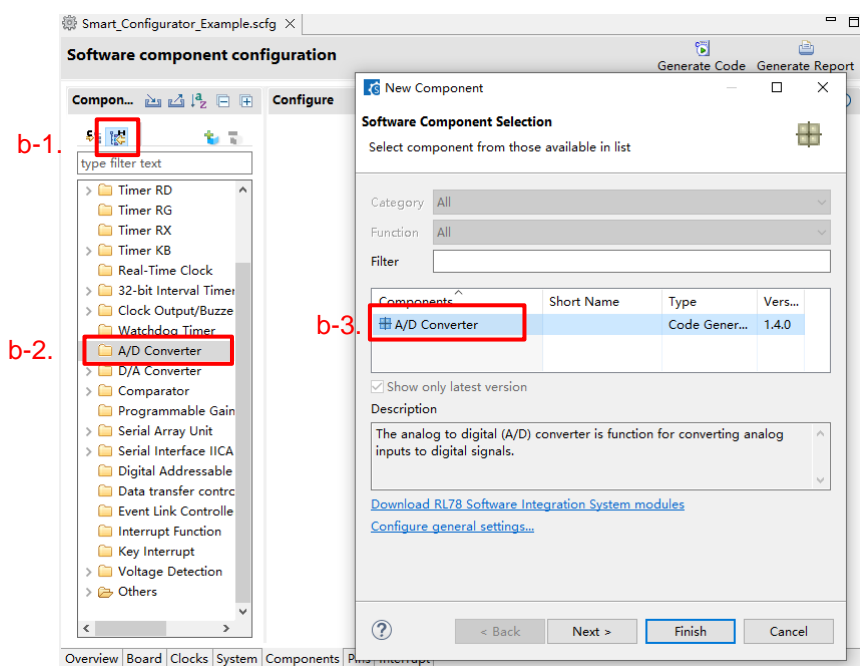 Smart_Configurator_Example.scfg
Software component configuration
Generate Code Generate Report
Compon...
Configure
b-1.
type filter text
Timer RD
Timer RG
Timer RX
Timer KB
Real-Time Clock
32-bit Interval Timer
Clock Output/Buzze
Watchdog Timer
b-2.
A/D Converter
D/A Converter
Comparator
Programmable Gain
Serial Array Unit
Serial Interface IICA
Digital Addressable
Data transfer contrc
Event Link Controlle
Interrupt Function
Key Interrupt
Voltage Detection
Others
New Component
Software Component Selection
Select component from those available in list
Category All
Function All
Filter
Components Short Name Type Vers...
b-3.
A/D Converter Code Gener... 1.4.0
Show only latest version
Description
The analog to digital (A/D) converter is function for converting analog
inputs to digital signals.
Download RL78 Software Integration System modules
Configure general settings...
< Back Next > Finish Cancel
Overview Board Clocks System Components Pins Interrupt